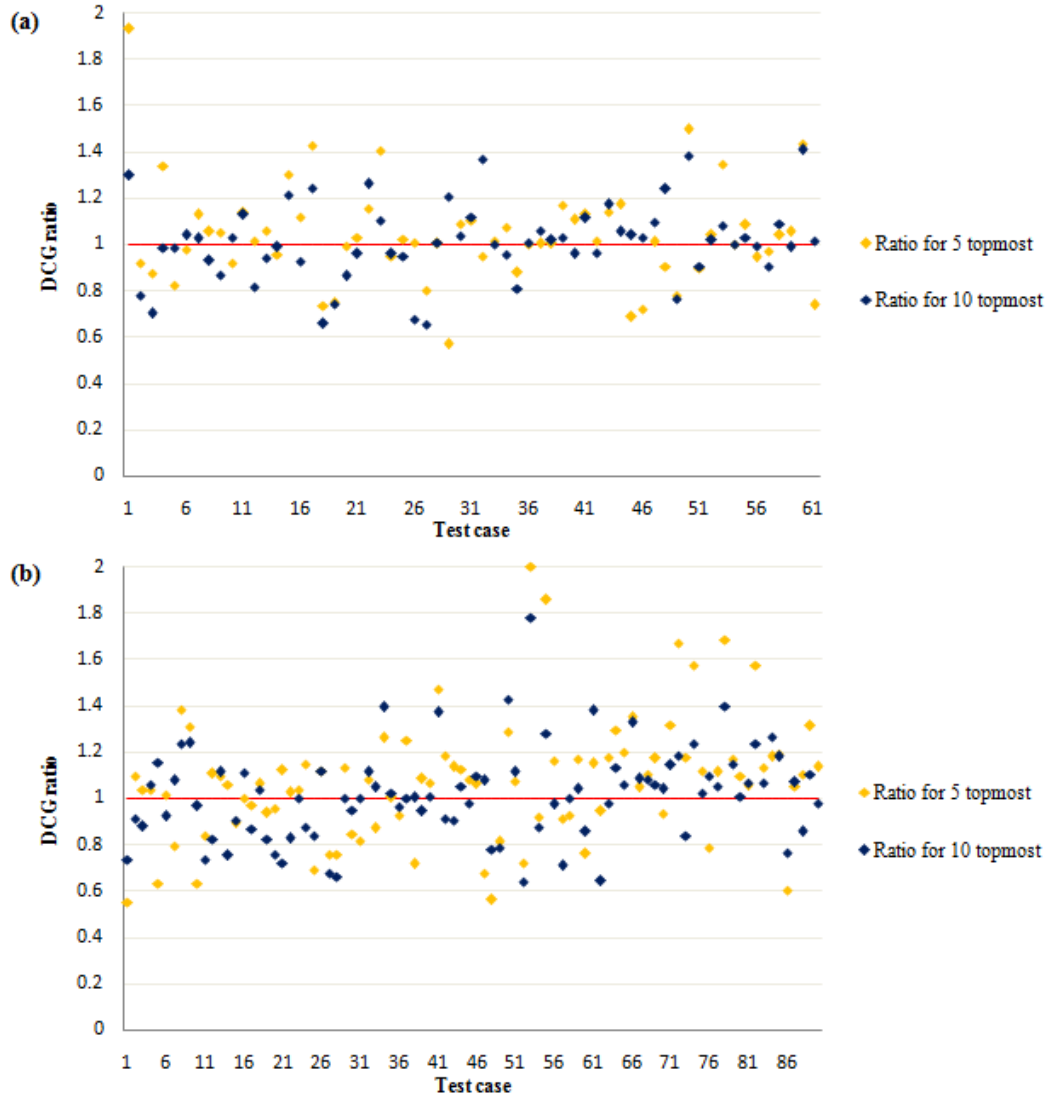 (a)
DCG ratio
2
1.8
1.6
1.4
1.2
1
0.8
0.6
0.4
0.2
0
1 6 11 16 21 26 31 36 41 46 51 56 61
Test case
Ratio for 5 topmost
Ratio for 10 topmost
(b)
DCG ratio
2
1.8
1.6
1.4
1.2
1
0.8
0.6
0.4
0.2
0
1 6 11 16 21 26 31 36 41 46 51 56 61 66 71 76 81 86
Test case
Ratio for 5 topmost
Ratio for 10 topmost